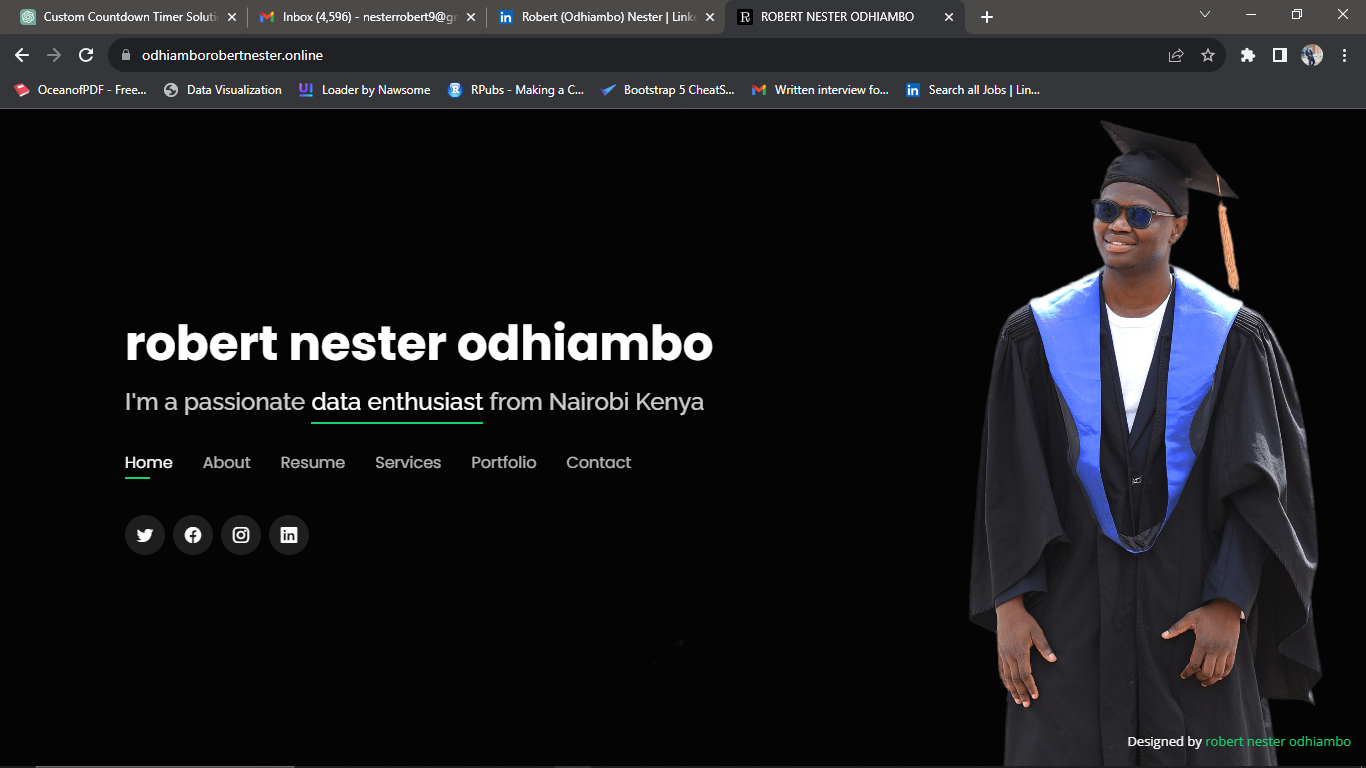 Custom Countdown Timer Soluti
Inbox (4,596) - nesterrobert9@gr
Robert (Odhiambo) Nester | Linke
ROBERT NESTER ODHIAMBO
odhiamborobertnester.online
OceanofPDF - Free...
Data Visualization
Loader by Nawsome
RPubs - Making a C...
Bootstrap 5 CheatS...
Written interview fo...
Search all Jobs | Lin...
robert nester odhiambo
I'm a passionate data enthusiast from Nairobi Kenya
Home About Resume Services Portfolio Contact
Designed by robert nester odhiambo